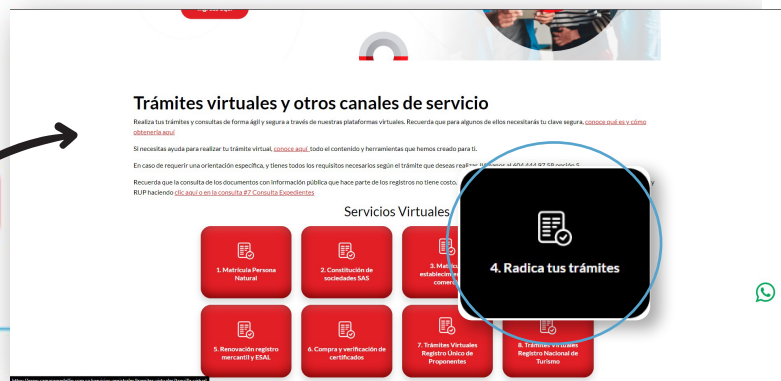 Trámites virtuales y otros canales de servicio
Realiza tus trámites y consultas de forma ágil y segura a través de nuestras plataformas virtuales. Recuerda que para algunos de ellos necesitarás tu clave segura, conoce qué es y cómo
obtenerla aquí
Si necesitas ayuda para realizar tu trámite virtual, conoce aquí todo el contenido y herramientas que hemos creado para ti.
En caso de requerir una orientación específica, y tienes todos los requisitos necesarios según el trámite que deseas realizar
Recuerda que la consulta de los documentos con información pública que hace parte de los registros no tiene costo. y
RUP haciendo clic aquí o en la consulta #7 Consulta Expedientes
Servicios Virtuales
1. Matrícula Persona
Natural
2. Constitución de
sociedades SAS
4. Radica tus trámites
5. Renovación registro
mercantil y ESAL
6. Compra y verificación de
certificados
7. Trámites Virtuales
Registro Único de
Proponentes
8. Trámites Virtuales
Registro Nacional de
Turismo